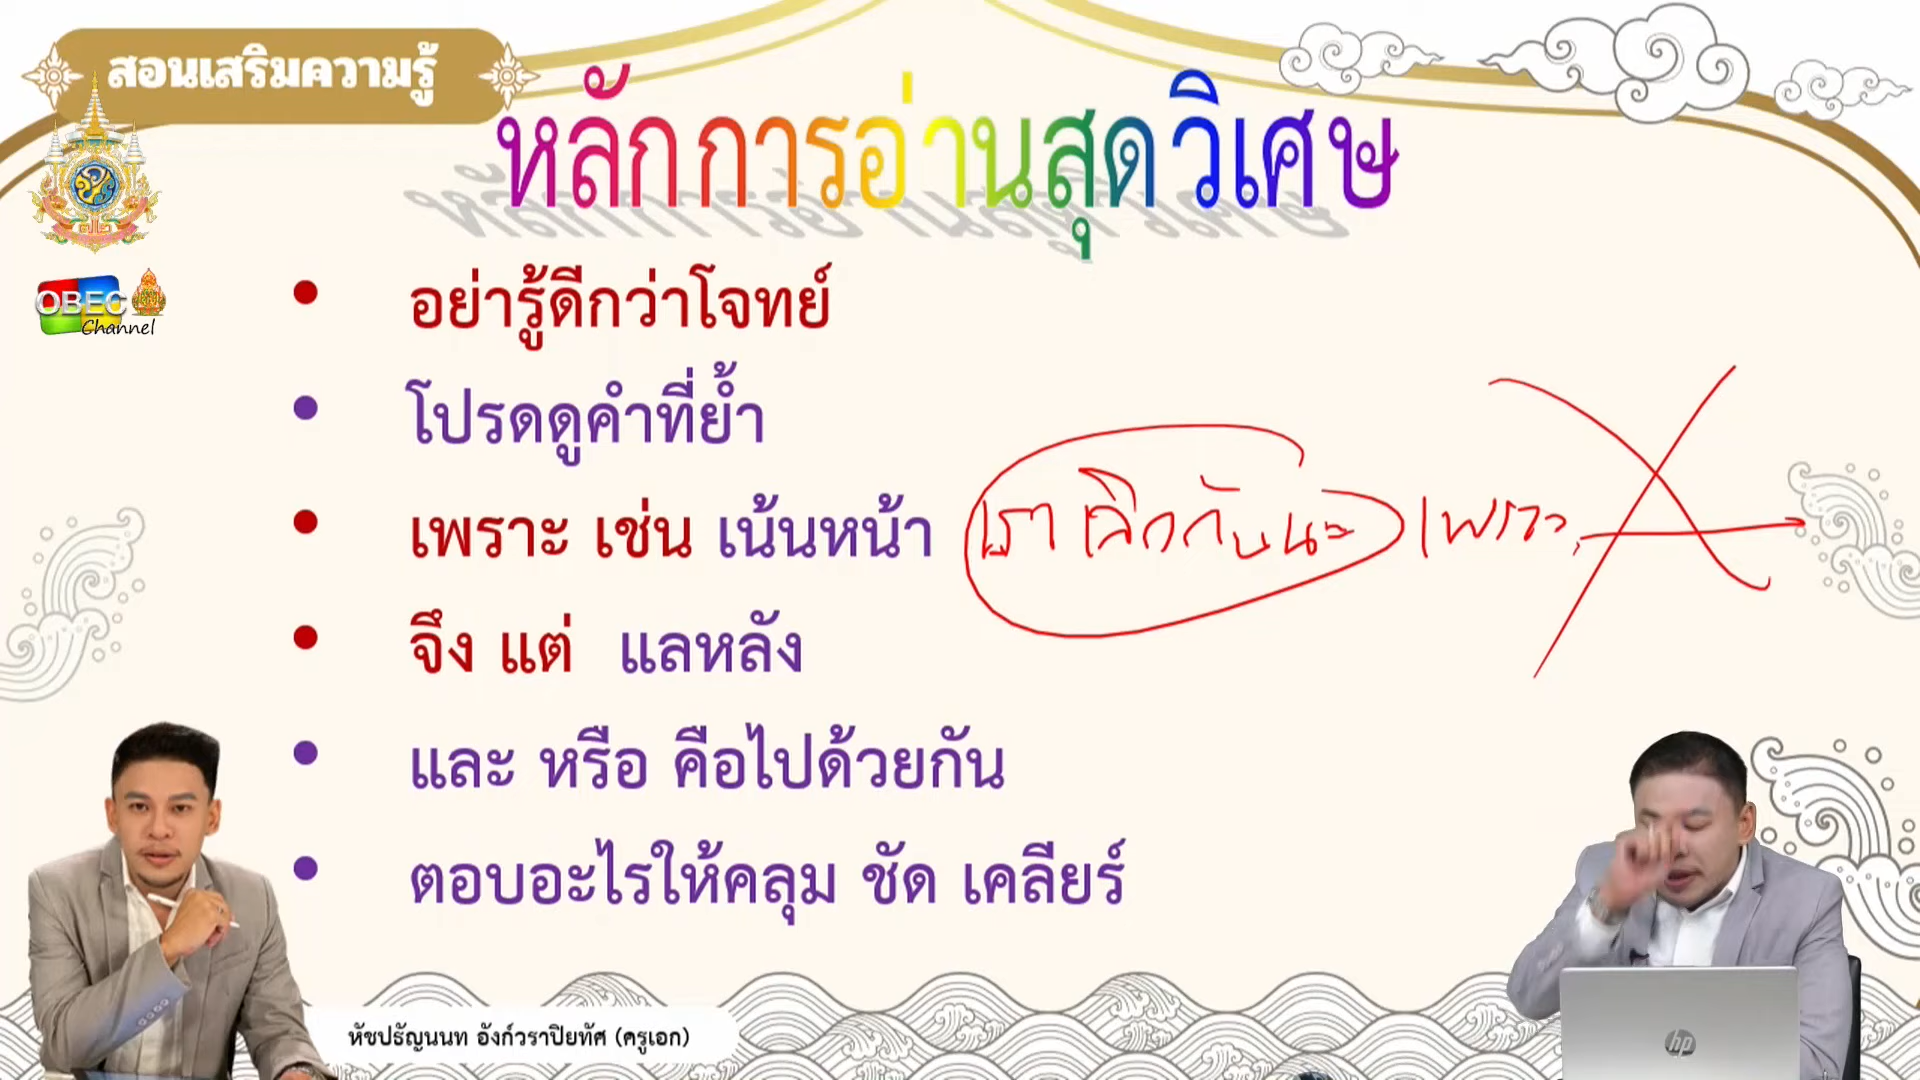 สอนเสริมความรู้
หลักการอ่านสุดวิเศษ
OBEC
Channel
• อย่ารู้ดีกว่าโจทย์
• โปรดดูคำที่ย้ำ
• เพราะ เช่น เน้นหน้า
เราเลิกกันนะ เพราะ
• จึง แต่ แลหลัง
• และ หรือ คือไปด้วยกัน
• ตอบอะไรให้คลุม ชัด เคลียร์
หัชปรัญนนท อังก์วราปิยทัศ (ครูเอก)
hp